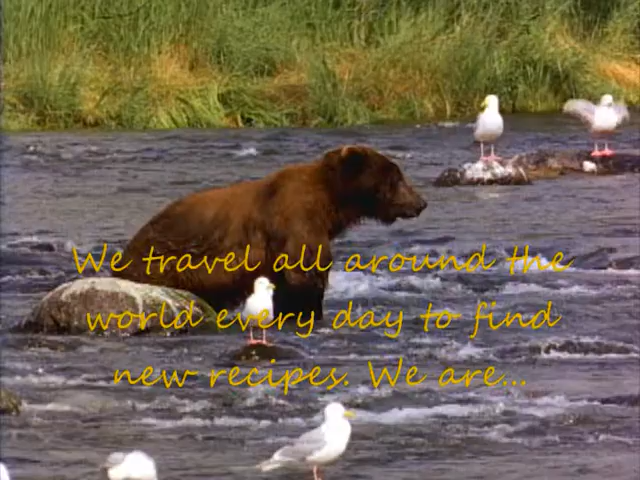 We travel all around the
world every day to find
new recipes. We are...